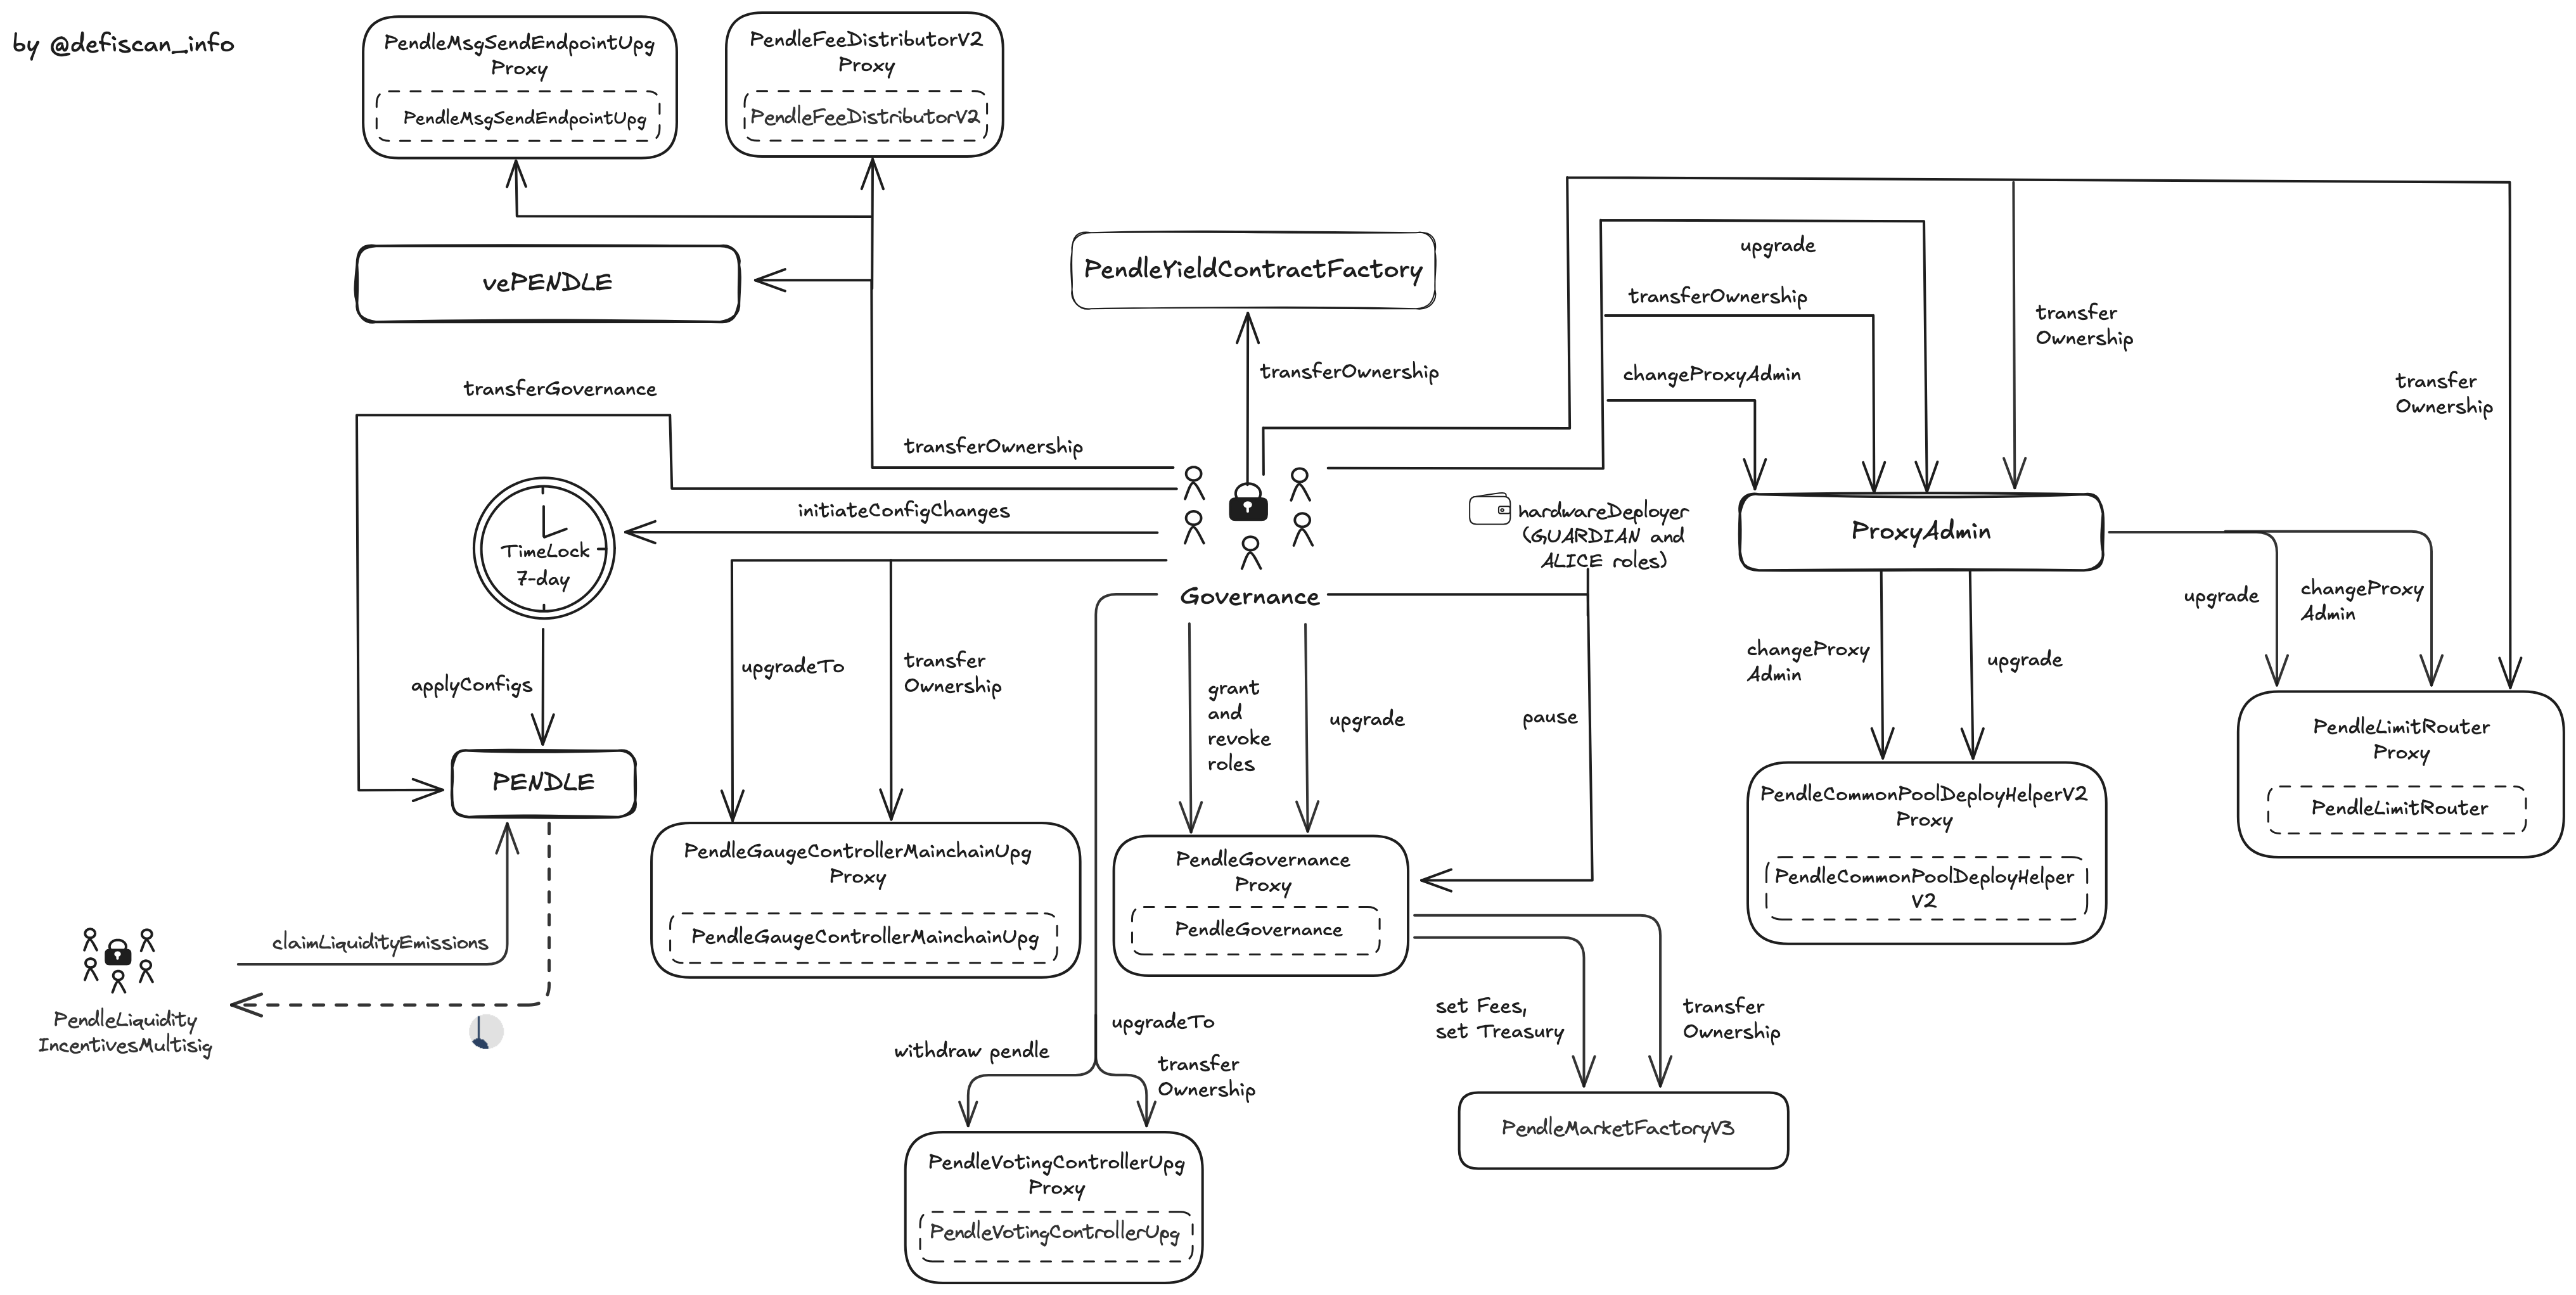 by @defiscan_info
PendleMsgSendEndpointUpg
Proxy
PendleMsgSendEndpointUpg
PendleFeeDistributorV2
Proxy
PendleFeeDistributorV2
vePENDLE
PendleYieldContractFactory
upgrade
transferOwnership
changeProxyAdmin
transfer
Ownership
transfer
Ownership
transferOwnership
transferGovernance
transferOwnership
initiateConfigChanges
TimeLock
7-day
hardwareDeployer
(GUARDIAN and
ALICE roles)
ProxyAdmin
Governance
upgrade
changeProxy
Admin
applyConfigs
upgradeTo
transfer
Ownership
grant
and
revoke
roles
upgrade
pause
changeProxy
Admin
upgrade
PENDLE
PendleLimitRouter
Proxy
PendleLimitRouter
PendleCommonPoolDeployHelperV2
Proxy
PendleCommonPoolDeployHelper
V2
PendleGaugeControllerMainchainUpg
Proxy
PendleGaugeControllerMainchainUpg
PendleGovernance
Proxy
PendleGovernance
claimLiquidityEmissions
PendleLiquidity
IncentivesMultisig
set Fees,
set Treasury
transfer
Ownership
upgradeTo
withdraw pendle
transfer
Ownership
PendleMarketFactoryV3
PendleVotingControllerUpg
Proxy
PendleVotingControllerUpg